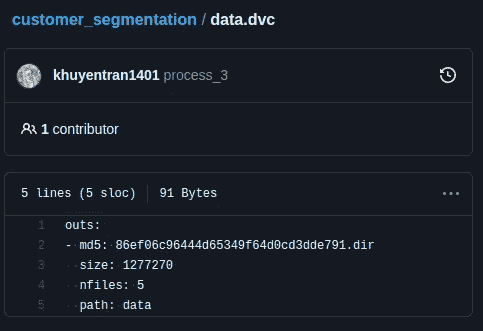 customer_segmentation / data.dvc
khuyentran1401 process_3
1 contributor
5 lines (5 sloc) 91 Bytes
1 outs:
2 - md5: 86ef06c96444d65349f64d0cd3dde791.dir
3 size: 1277270
4 nfiles: 5
5 path: data